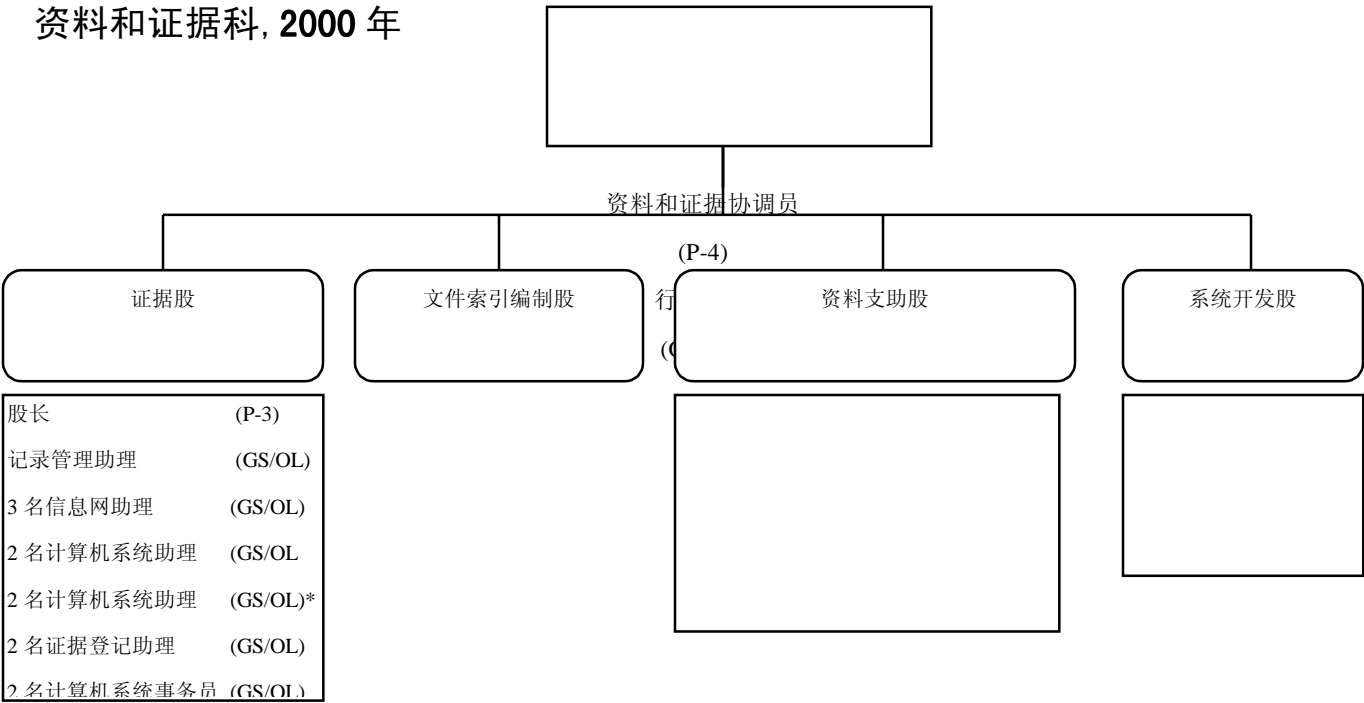 资料和证据科, 2000 年
资料和证据协调员
(P-4)
证据股
文件索引编制股
行
资料支助股
系统开发股
股长 (P-3)
记录管理助理 (GS/OL)
3 名信息网助理 (GS/OL)
2 名计算机系统助理 (GS/OL
2 名计算机系统助理 (GS/OL)*
2 名证据登记助理 (GS/OL)
2 名计算机系统事务员 (GS/OL)